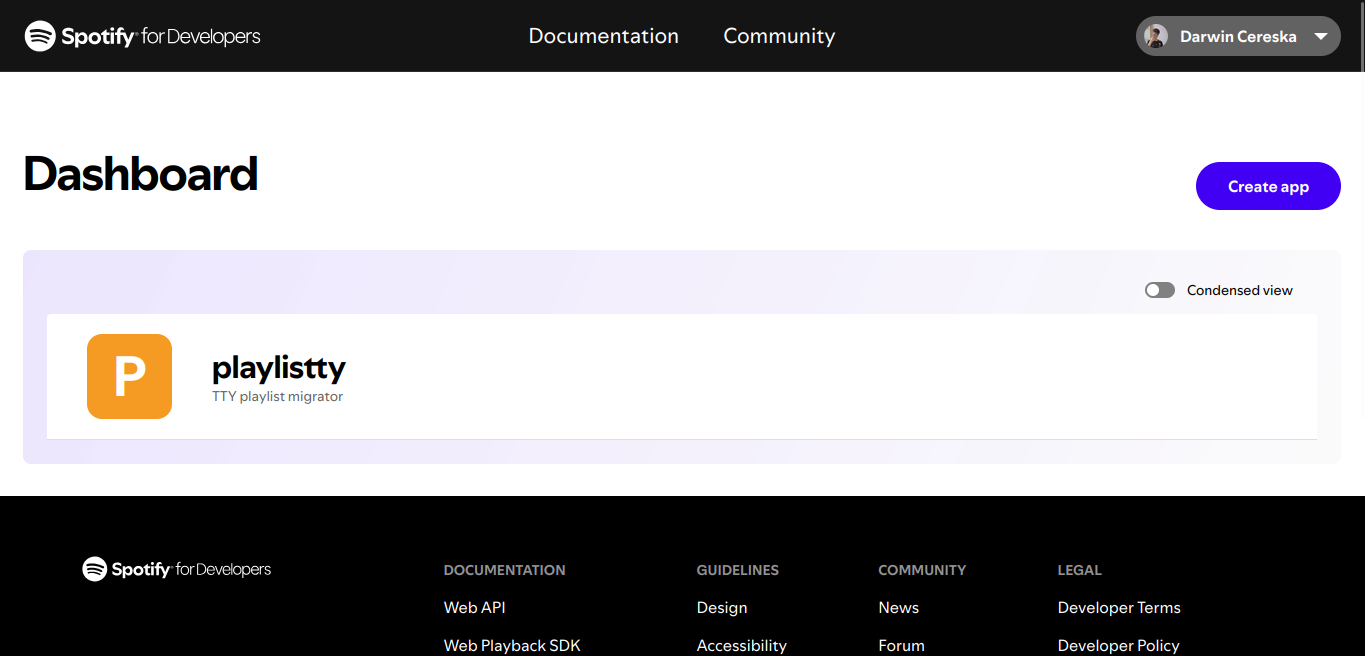 Spotify for Developers
Documentation
Community
Darwin Cereska
Dashboard
Create app
Condensed view
P
playlistty
TTY playlist migrator
Spotify for Developers
DOCUMENTATION
Web API
Web Playback SDK
GUIDELINES
Design
Accessibility
COMMUNITY
News
Forum
LEGAL
Developer Terms
Developer Policy